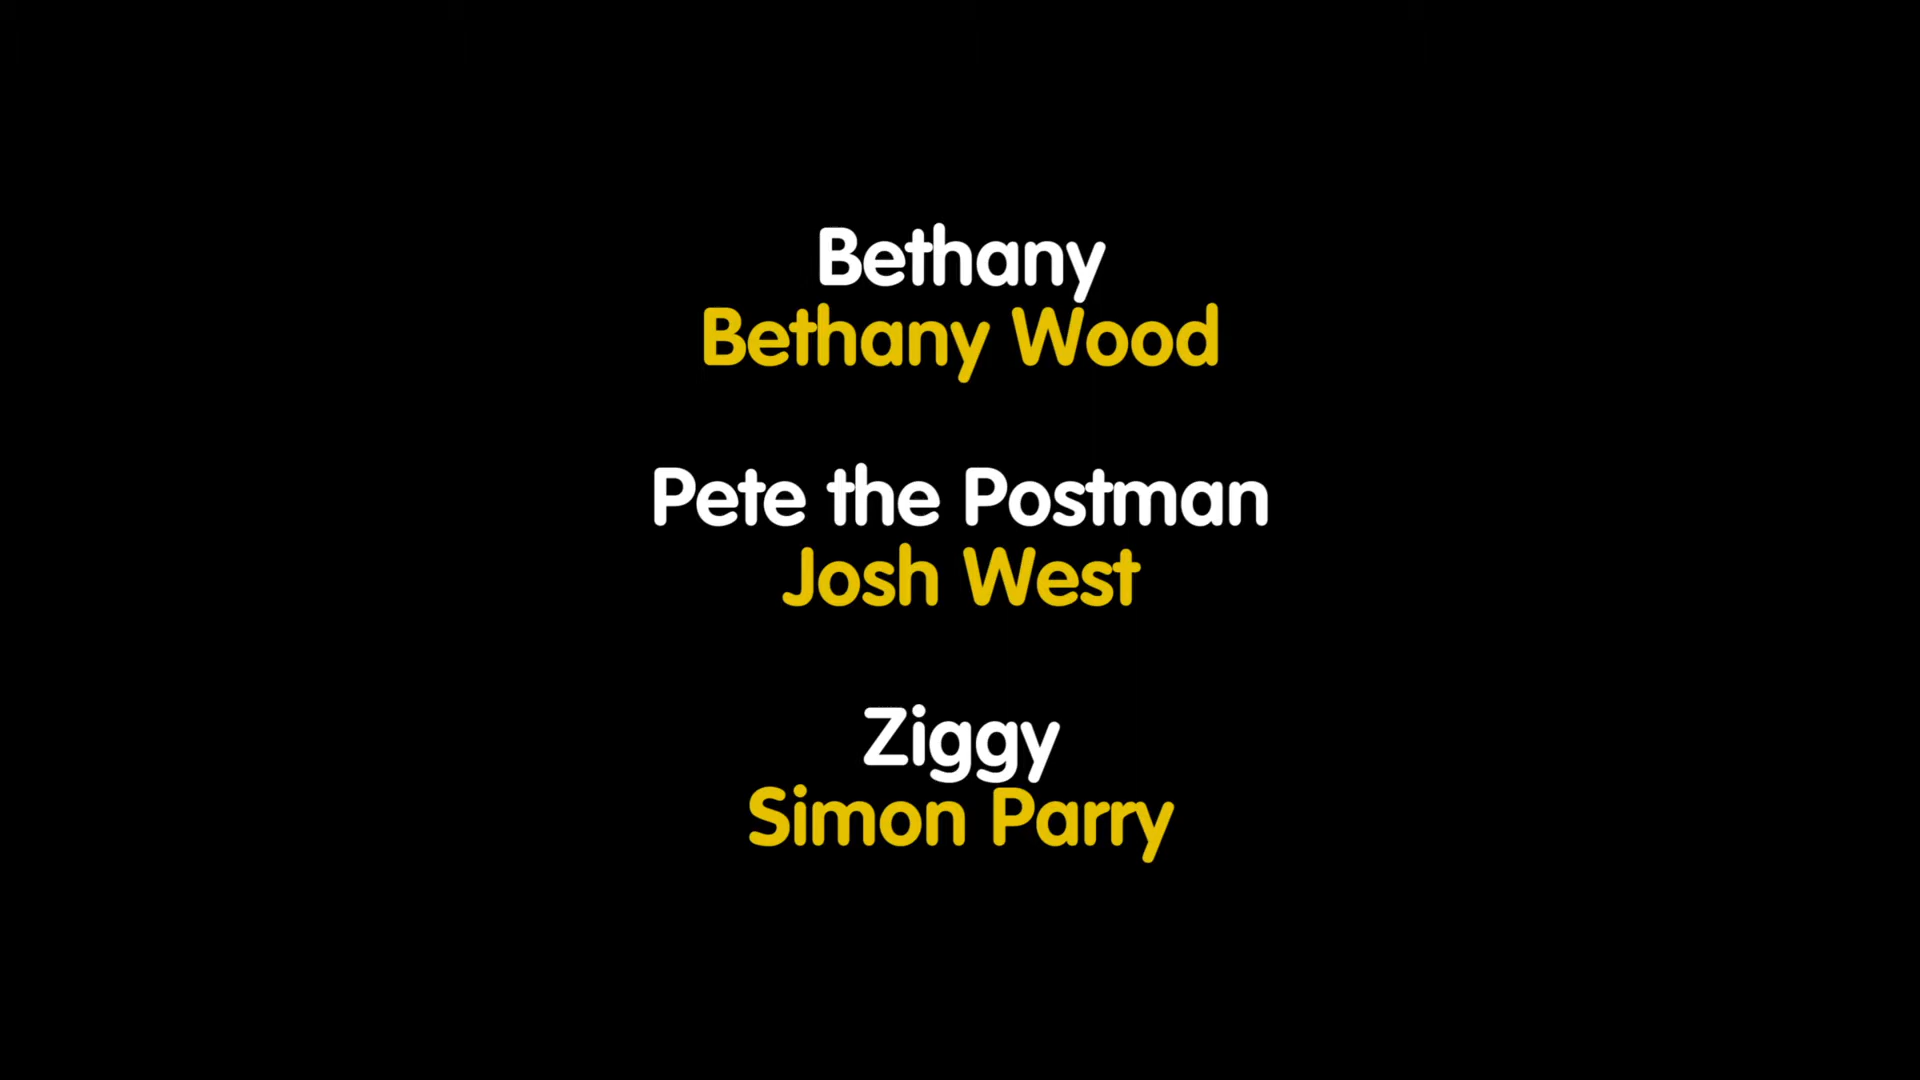 Bethany
Bethany Wood
Pete the Postman
Josh West
Ziggy
Simon Parry